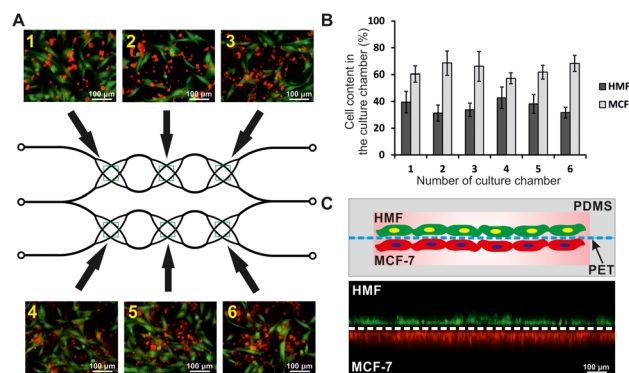 A
1
2
3
100 µm
100 µm
100 µm
4
5
6
100 µm
100 µm
100 µm
B
Cell content in
the culture chamber (%)
100
80
60
40
20
0
1 2 3 4 5 6
Number of culture chamber
HMF
MCF
C
PDMS
HMF
MCF-7
PET
HMF
MCF-7
100 µm